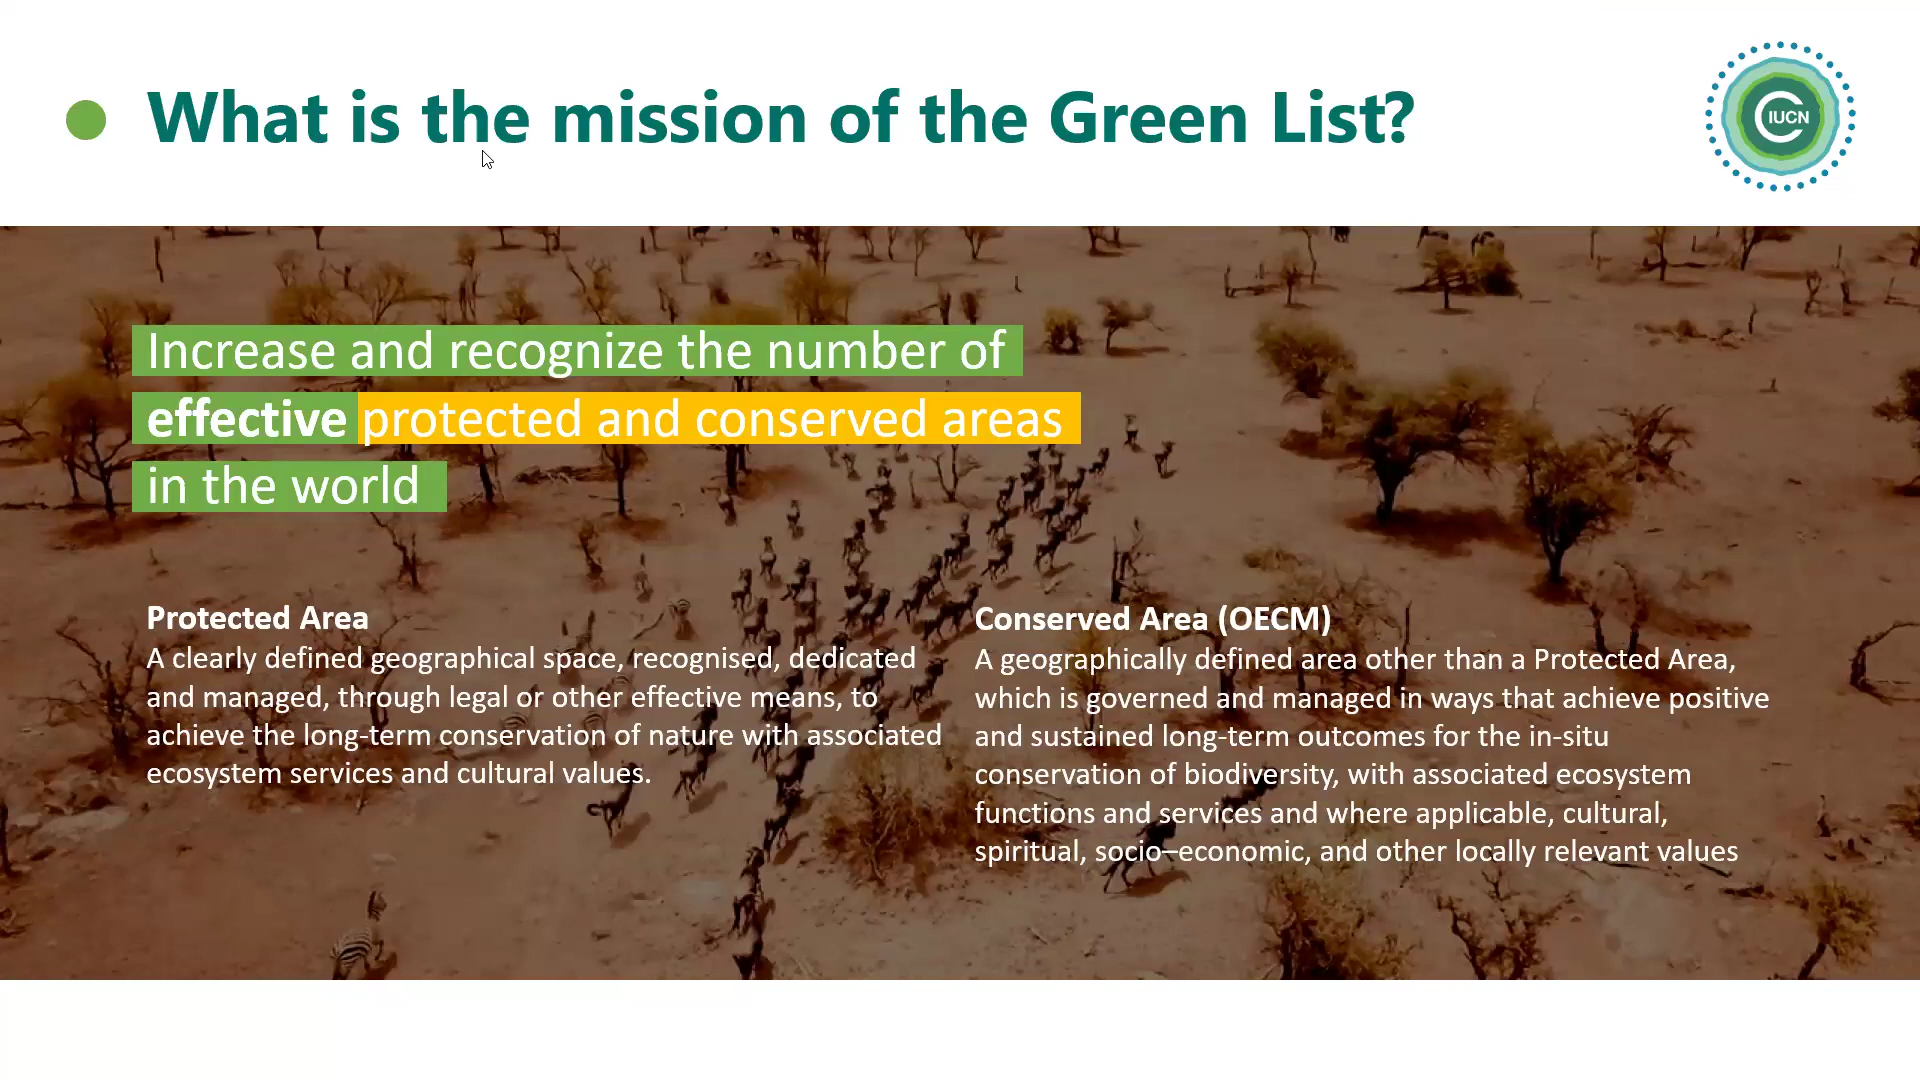 What is the mission of the Green List?
IUCN
Increase and recognize the number of
effective protected and conserved areas
in the world
Protected Area
A clearly defined geographical space, recognised, dedicated
and managed, through legal or other effective means, to
achieve the long-term conservation of nature with associated
ecosystem services and cultural values.
Conserved Area (OECM)
A geographically defined area other than a Protected Area,
which is governed and managed in ways that achieve positive
and sustained long-term outcomes for the in-situ
conservation of biodiversity, with associated ecosystem
functions and services and where applicable, cultural,
spiritual, socio–economic, and other locally relevant values